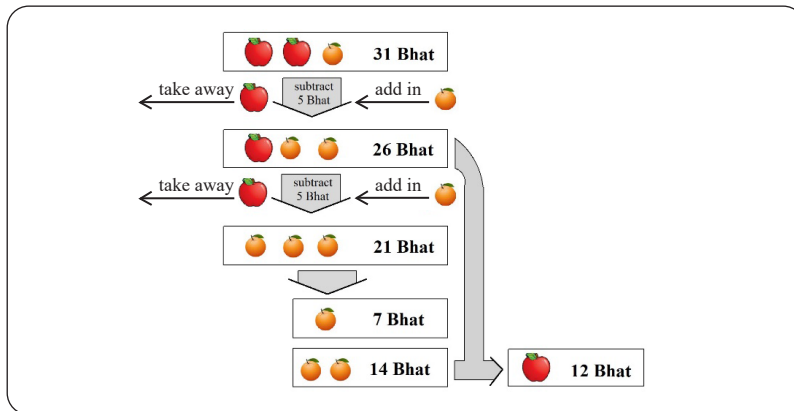 31 Bhat
take away subtract 5 Bhat add in
26 Bhat
take away subtract 5 Bhat add in
21 Bhat
7 Bhat
14 Bhat 12 Bhat